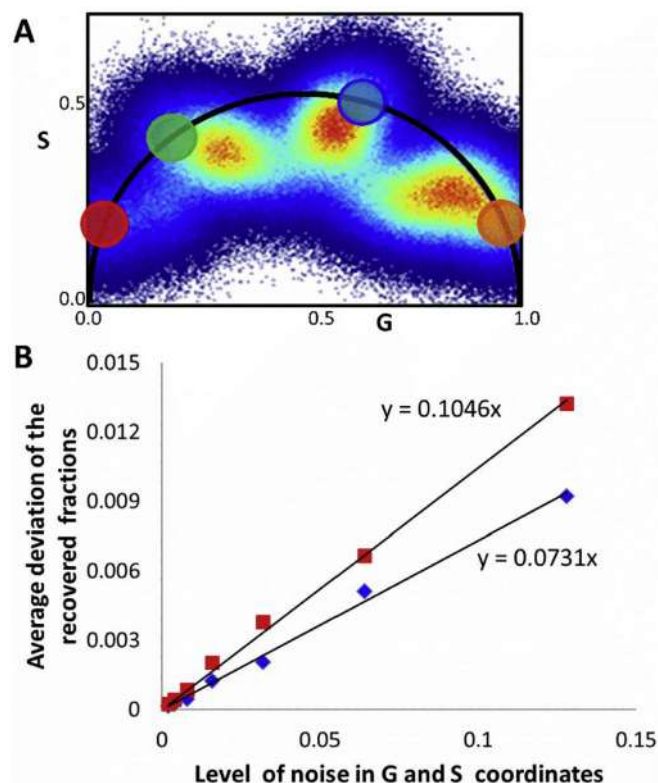 A
0.5
S
0.0
0.0 0.5 1.0
G
B
0.015
y = 0.1046x
0.012
0.009
y = 0.0731x
0.006
0.003
0
0 0.05 0.1 0.15
Average deviation of the
recovered fractions
Level of noise in G and S coordinates